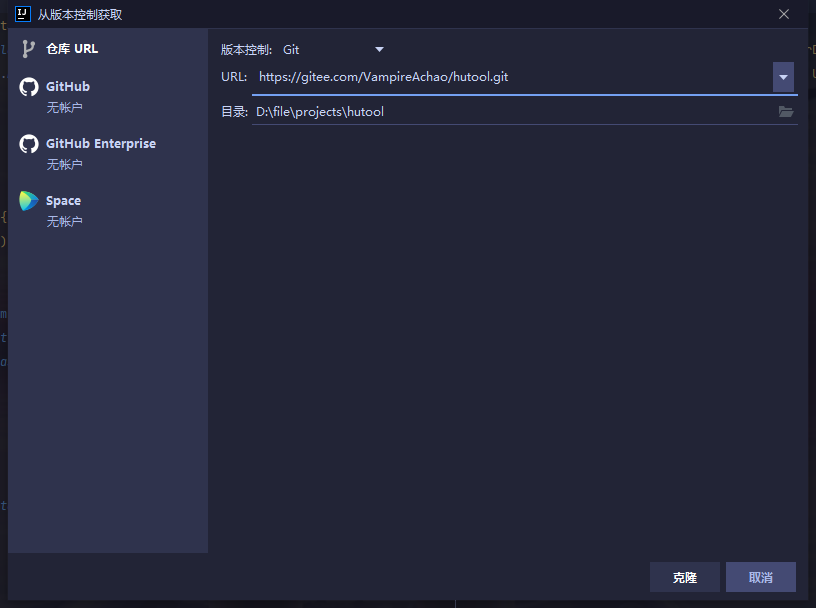 从版本控制获取
仓库 URL
GitHub
无帐户
GitHub Enterprise
无帐户
Space
无帐户
版本控制: Git
URL: https://gitee.com/VampireAchao/hutool.git
目录: D:\file\projects\hutool
克隆
取消